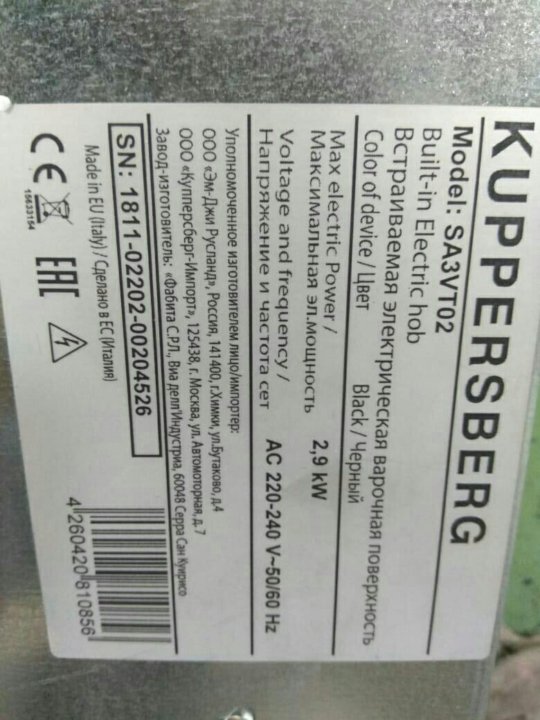 KUPPERSBERG
Model: SA3VT02
Built-in Electric hob
Встраиваемая электрическая варочная поверхность
Color of device / Цвет Black / Черный
Max electric Power /
Максимальная эл.мощность 2,9 kW
Voltage and frequency /
Напряжение и частота сет AC 220-240 V~50/60 Hz
Уполномоченное изготовителем лицо/импортер:
ООО «Эм-Джи Русланд», Россия, 141400, г.Химки, ул.Бутаково, д.4
ООО «Купперсберг-Импорт», 125438, г. Москва, ул. Автомоторная, д. 7
Завод-изготовитель: «Фабита С.Р.Л., Виа делл'Индустриа, 60048 Серра Сан Куирисо
SN: 1811-02202-00204526
Made in EU (Italy) / Сделано в ЕС (Италия)
CE
15633154
EAC
4 260420 810856